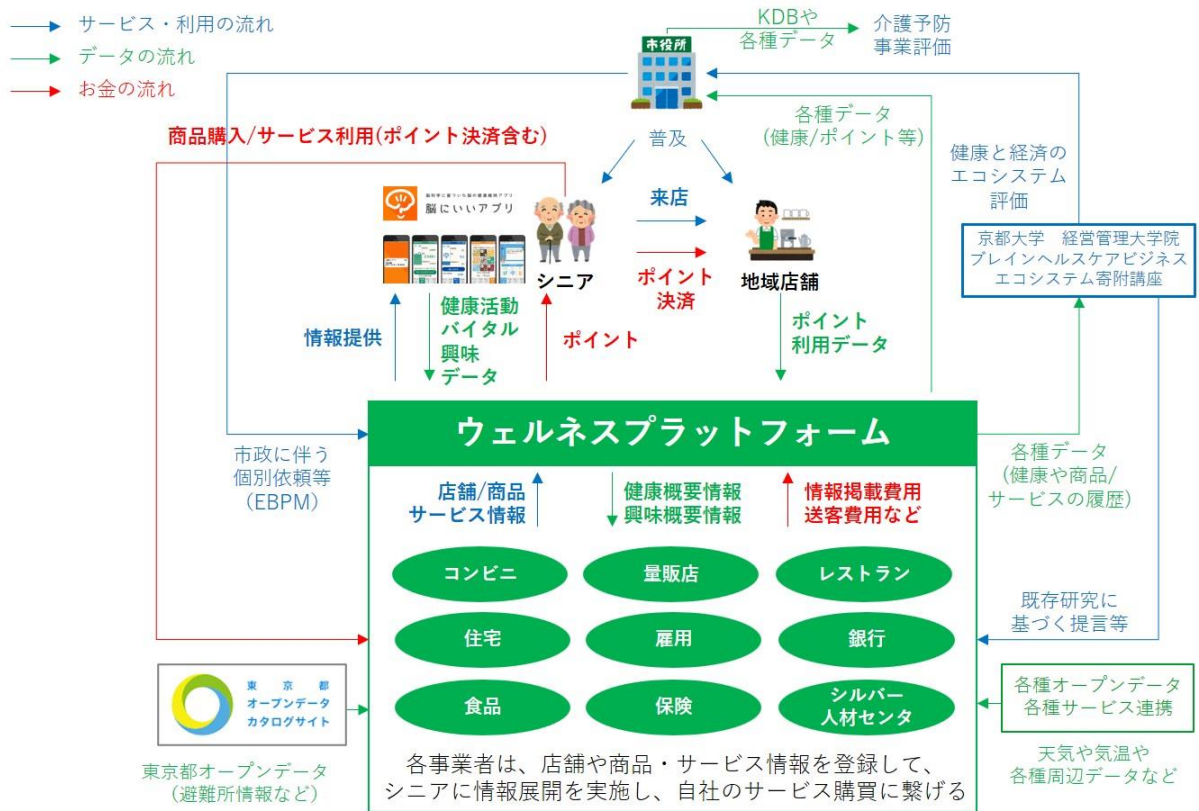 サービス・利用の流れ
データの流れ
お金の流れ
市役所
KDBや
各種データ
介護予防
事業評価
各種データ
(健康/ポイント等)
商品購入/サービス利用(ポイント決済含む)
普及
健康と経済の
エコシステム
評価
脳にいいアプリ
来店
シニア
ポイント
決済
地域店舗
京都大学　経営管理大学院
ブレインヘルスケアビジネス
エコシステム寄附講座
情報提供
健康活動
バイタル
興味
データ
ポイント
ポイント
利用データ
ウェルネスプラットフォーム
市政に伴う
個別依頼等
(EBPM)
各種データ
(健康や商品/
サービスの履歴)
店舗/商品
サービス情報
健康概要情報
興味概要情報
情報掲載費用
送客費用など
コンビニ
量販店
レストラン
住宅
雇用
銀行
既存研究に
基づく提言等
食品
保険
シルバー
人材センタ
東京都
オープンデータ
カタログサイト
各種オープンデータ
各種サービス連携
東京都オープンデータ
(避難所情報など)
天気や気温や
各種周辺データなど
各事業者は、店舗や商品・サービス情報を登録して、
シニアに情報展開を実施し、自社のサービス購買に繋げる